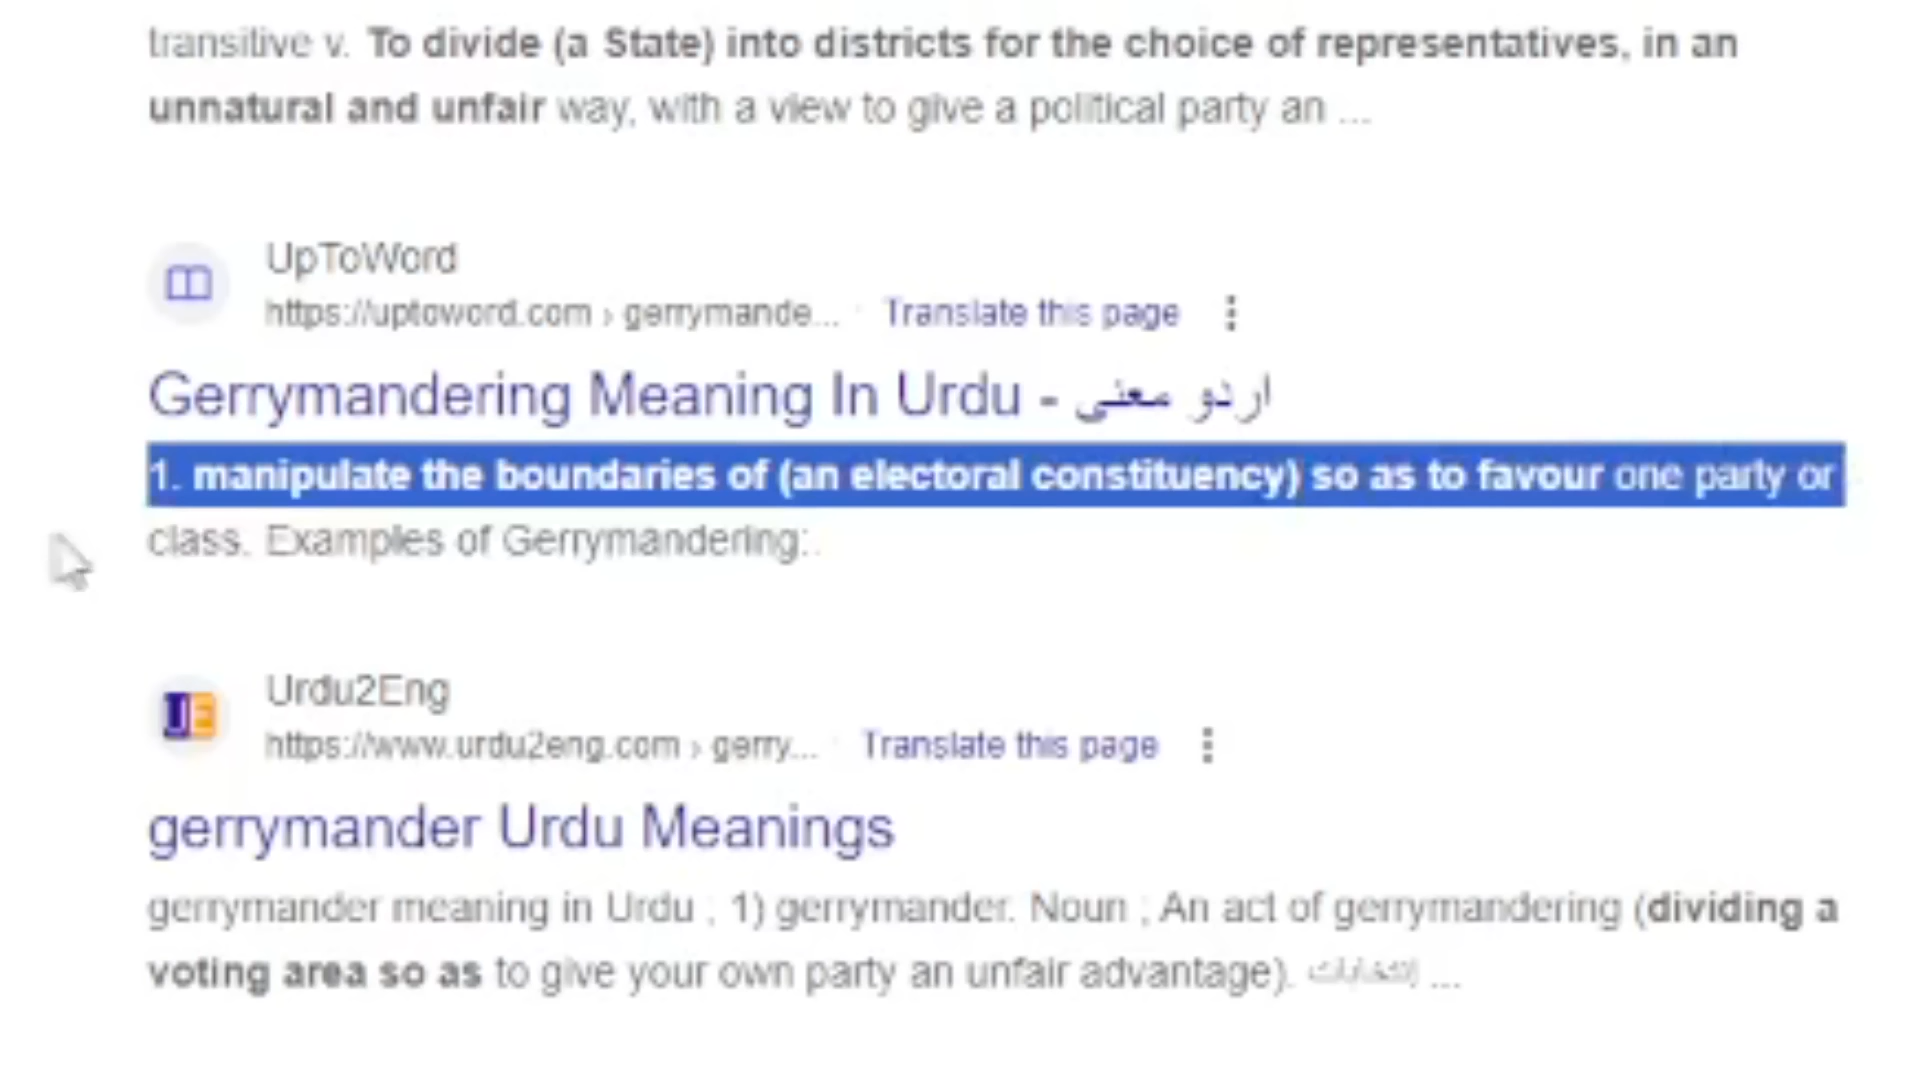 transitive v. To divide (a State) into districts for the choice of representatives, in an
unnatural and unfair way, with a view to give a political party an ...
UpToWord
https://uptoword.com › gerrymande... · Translate this page
Gerrymandering Meaning In Urdu - اردو معنی
1. manipulate the boundaries of (an electoral constituency) so as to favour one party or
class. Examples of Gerrymandering:.
UE
Urdu2Eng
https://www.urdu2eng.com › gerry... · Translate this page
gerrymander Urdu Meanings
gerrymander meaning in Urdu ; 1) gerrymander. Noun ; An act of gerrymandering (dividing a
voting area so as to give your own party an unfair advantage). انتخابات ...